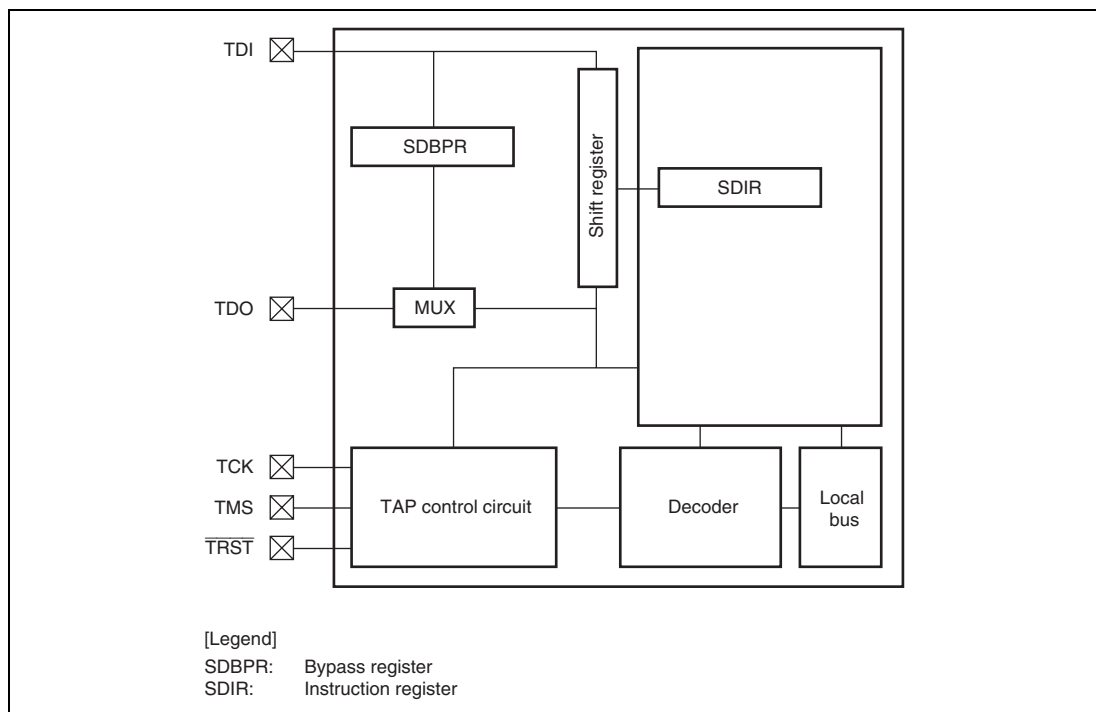 TDI
SDBPR
Shift register
SDIR
TDO
MUX
TCK
TMS
TRST
TAP control circuit
Decoder
Local
bus
[Legend]
SDBPR: Bypass register
SDIR: Instruction register